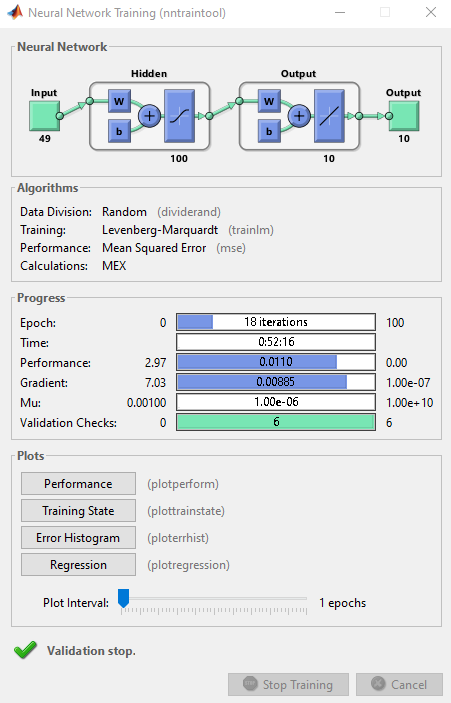 Neural Network Training (nntraintool)
Neural Network
Hidden Output
Input Output
W W
b b
49 10
100 10
Algorithms
Data Division: Random (dividerand)
Training: Levenberg-Marquardt (trainlm)
Performance: Mean Squared Error (mse)
Calculations: MEX
Progress
Epoch: 0 18 iterations 100
Time: 0:52:16
Performance: 2.97 0.0110 0.00
Gradient: 7.03 0.00885 1.00e-07
Mu: 0.00100 1.00e-06 1.00e+10
Validation Checks: 0 6 6
Plots
Performance (plotperform)
Training State (plottrainstate)
Error Histogram (ploterrhist)
Regression (plotregression)
Plot Interval: 1 epochs
Validation stop.
Stop Training Cancel